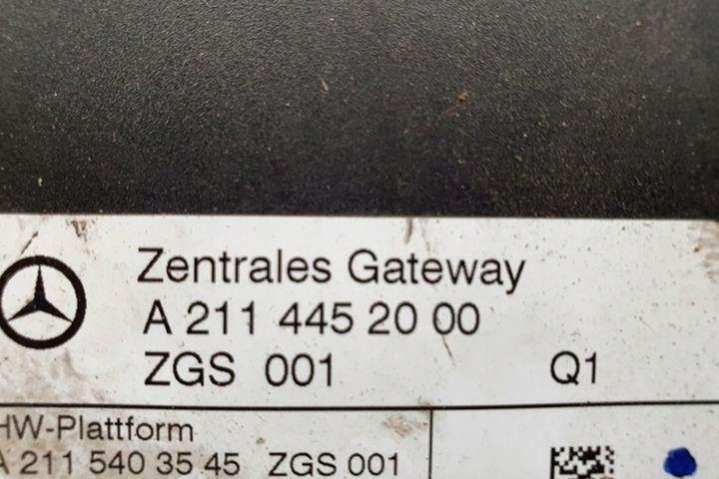 Zentrales Gateway
A 211 445 20 00
ZGS 001 Q1
HW-Plattform
A 211 540 35 45 ZGS 001